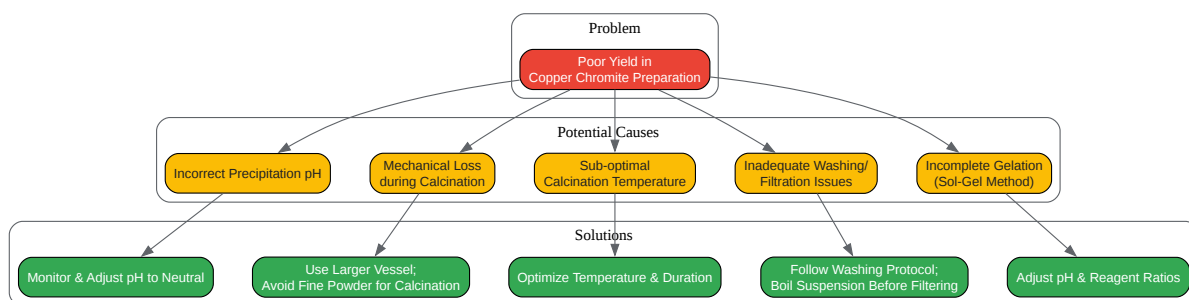 Problem
Poor Yield in
Copper Chromite Preparation
Potential Causes
Incorrect Precipitation pH
Mechanical Loss
during Calcination
Sub-optimal
Calcination Temperature
Inadequate Washing/
Filtration Issues
Incomplete Gelation
(Sol-Gel Method)
Solutions
Monitor & Adjust pH to Neutral
Use Larger Vessel;
Avoid Fine Powder for Calcination
Optimize Temperature & Duration
Follow Washing Protocol;
Boil Suspension Before Filtering
Adjust pH & Reagent Ratios